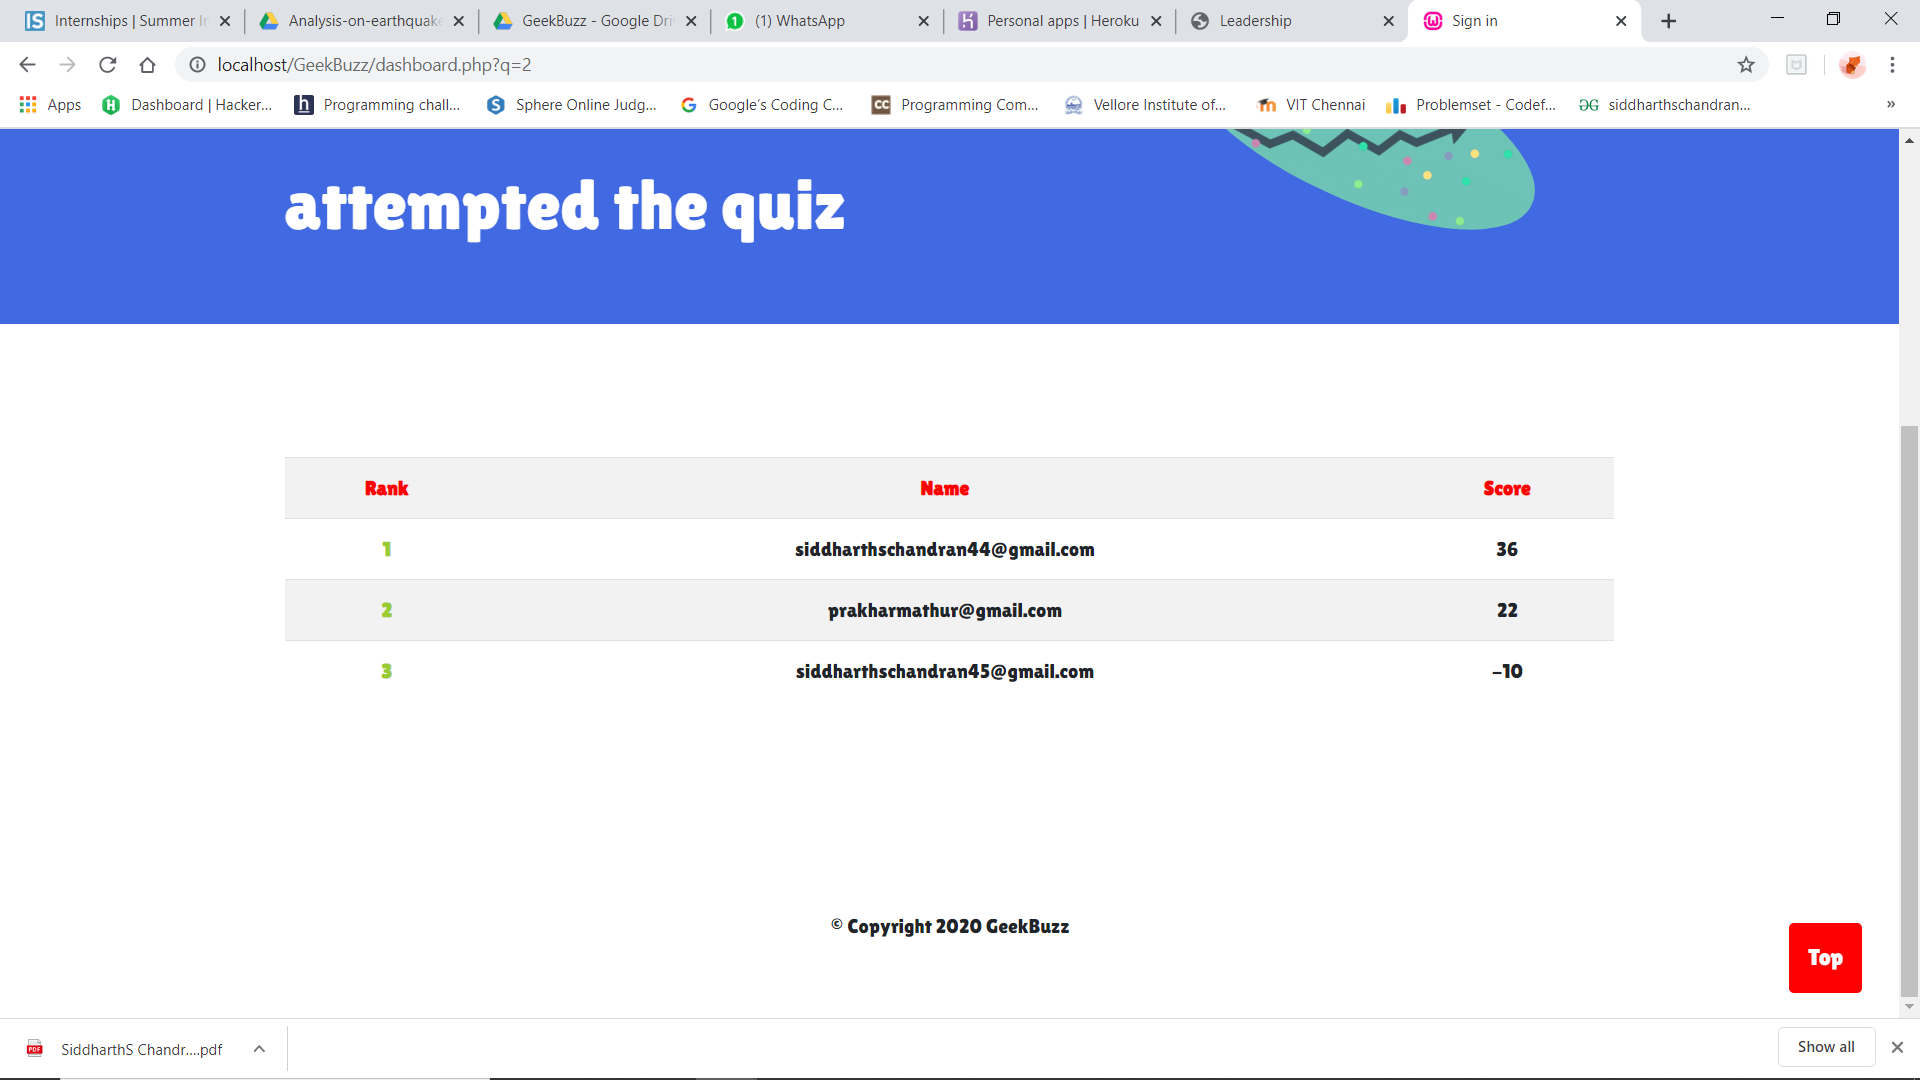 Internships | Summer Ir
Analysis-on-earthquake
GeekBuzz - Google Dri
(1) WhatsApp
Personal apps | Heroku
Leadership
Sign in
localhost/GeekBuzz/dashboard.php?q=2
Apps
Dashboard | Hacker...
Programming chall...
Sphere Online Judg...
Google's Coding C...
Programming Com...
Vellore Institute of...
VIT Chennai
Problemset - Codef...
siddharthschandran...
»
attempted the quiz
Rank Name Score
1 siddharthschandran44@gmail.com 36
2 prakharmathur@gmail.com 22
3 siddharthschandran45@gmail.com -10
© Copyright 2020 GeekBuzz
Top
SiddharthS Chandr....pdf
Show all